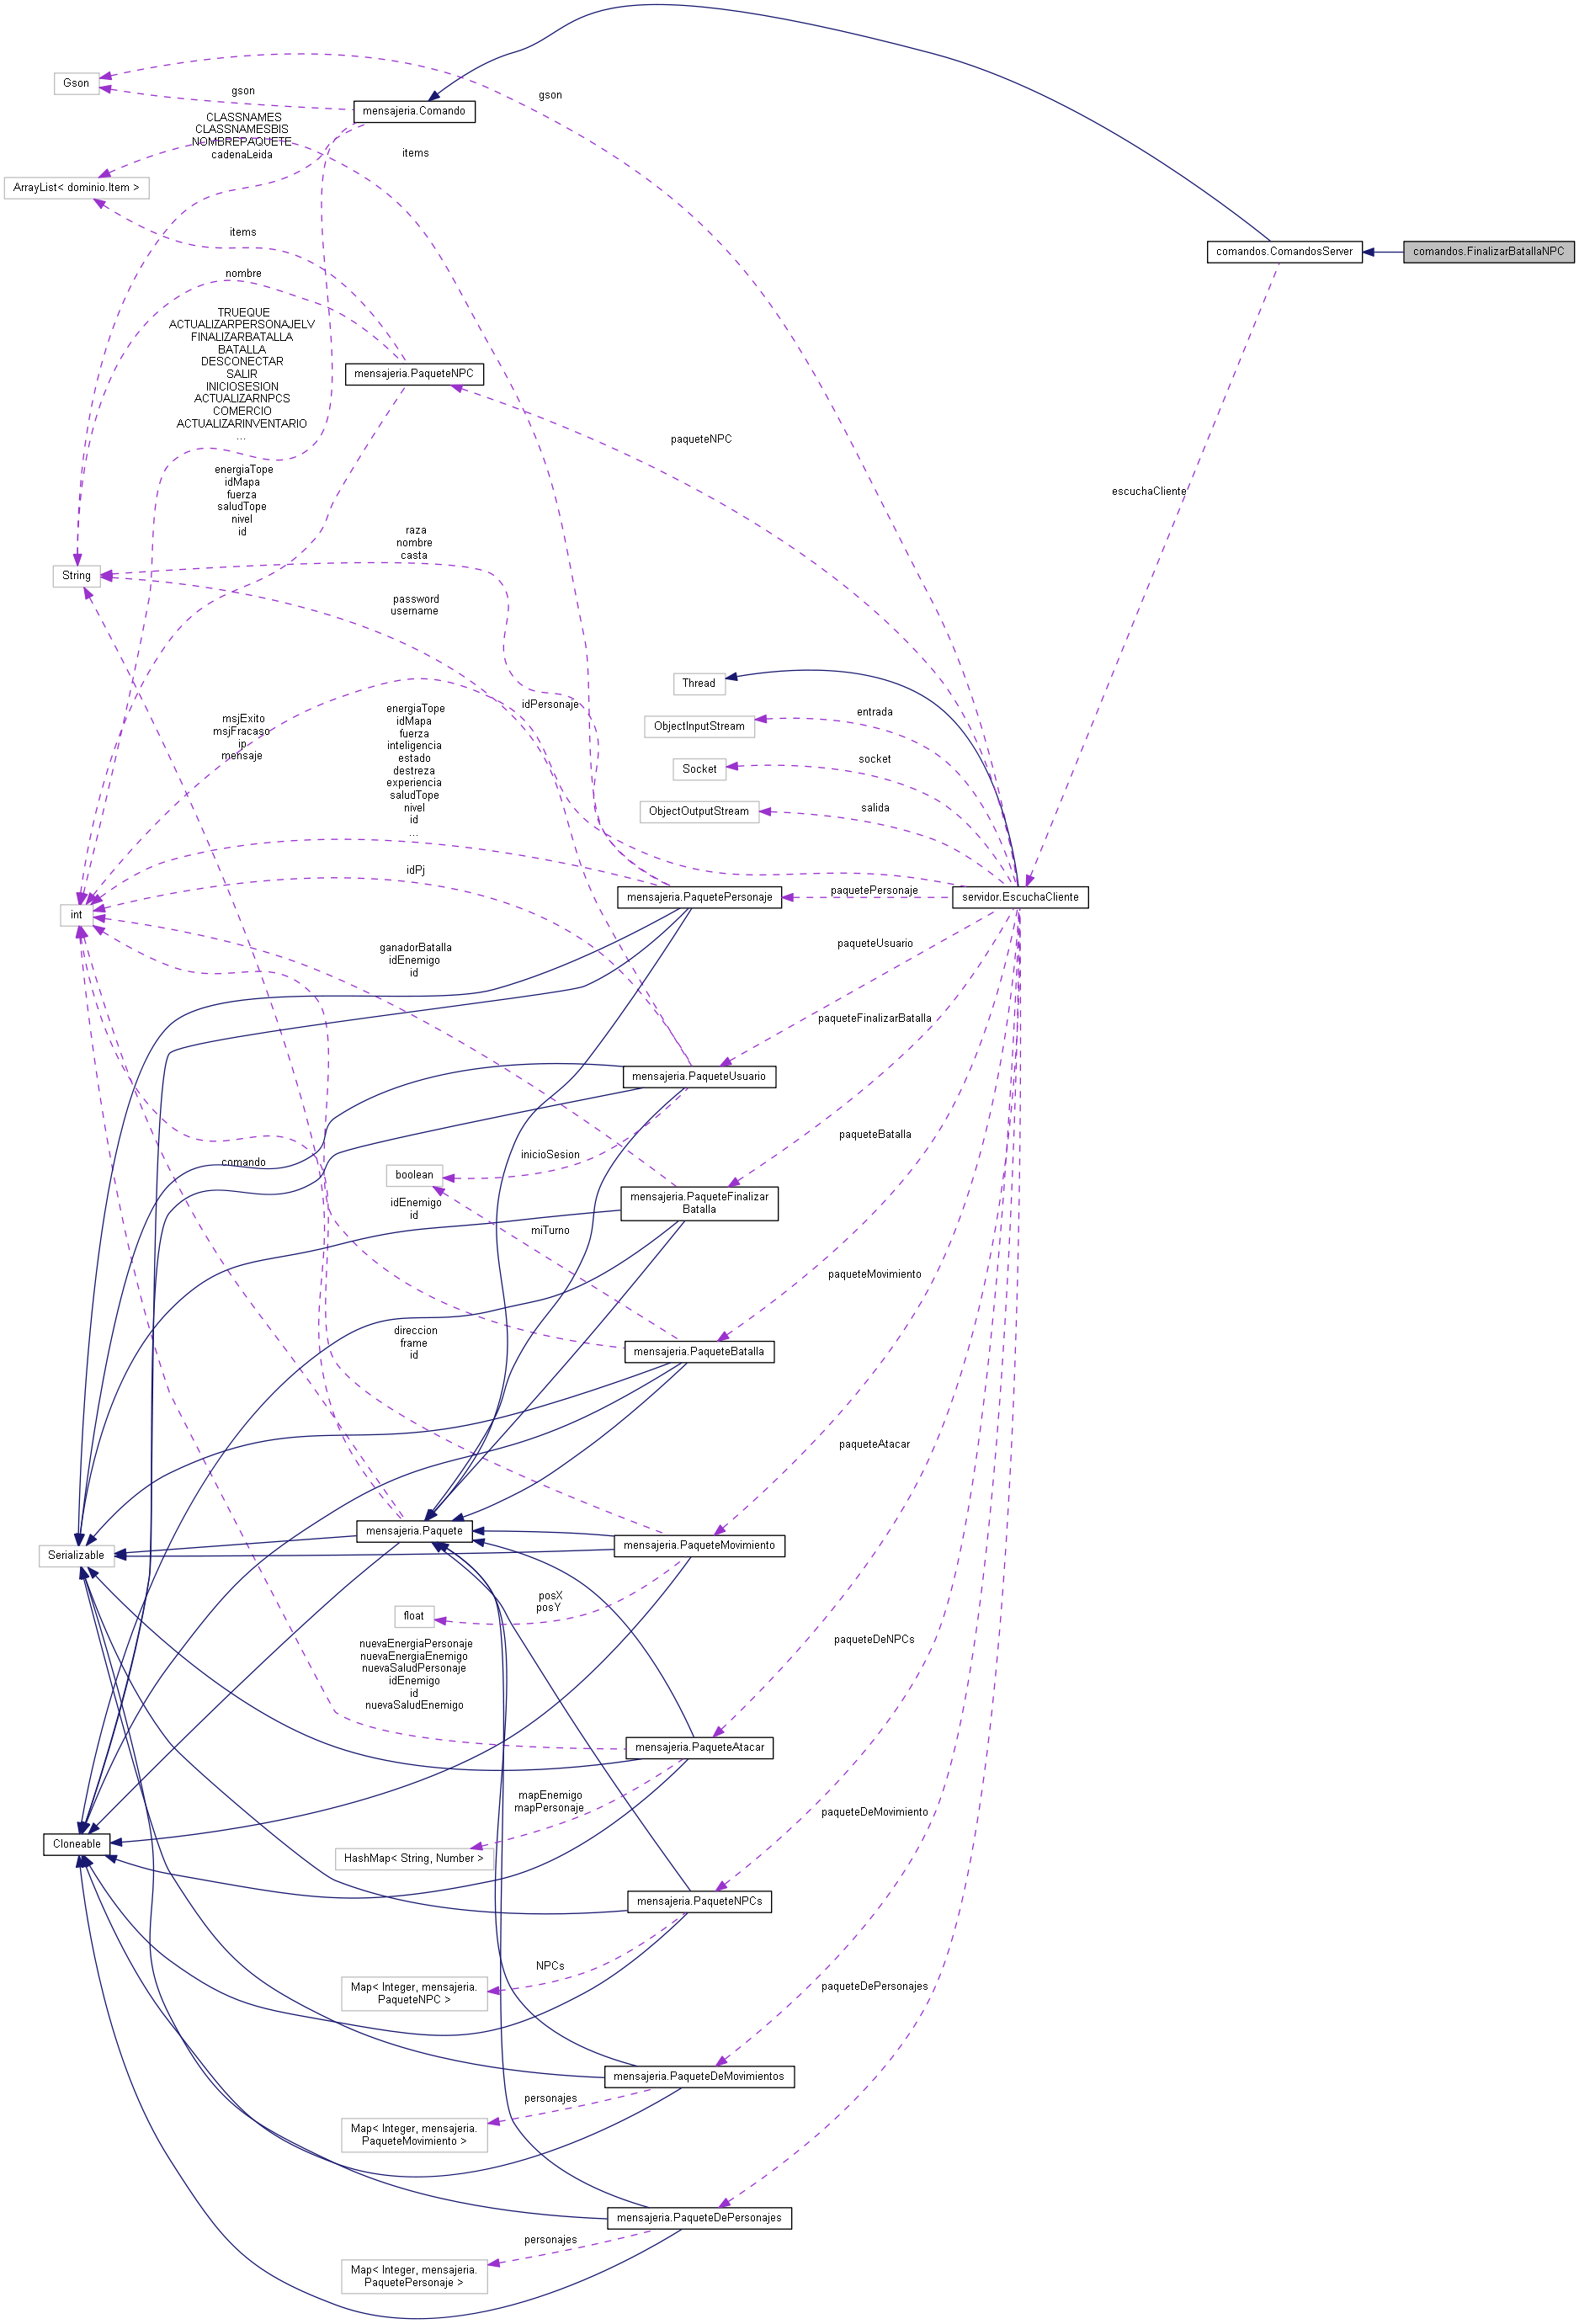 Gson
gson
gson
mensajeria.Comando
CLASSNAMES
CLASSNAMESBIS
NOMBREPAQUETE
cadenaLeida
items
ArrayList< dominio.Item >
items
comandos.ComandosServer
comandos.FinalizarBatallaNPC
nombre
TRUEQUE
ACTUALIZARPERSONAJELV
FINALIZARBATALLA
BATALLA
DESCONECTAR
SALIR
INICIOSESION
ACTUALIZARNPCS
COMERCIO
ACTUALIZARINVENTARIO
...
mensajeria.PaqueteNPC
paqueteNPC
energiaTope
idMapa
fuerza
saludTope
nivel
id
escuchaCliente
raza
nombre
casta
String
password
username
Thread
idPersonaje
entrada
ObjectInputStream
msjExito
msjFracaso
ip
mensaje
energiaTope
idMapa
fuerza
inteligencia
estado
destreza
experiencia
saludTope
nivel
id
...
socket
Socket
salida
ObjectOutputStream
idPj
mensajeria.PaquetePersonaje
paquetePersonaje
servidor.EscuchaCliente
int
ganadorBatalla
idEnemigo
id
paqueteUsuario
paqueteFinalizarBatalla
mensajeria.PaqueteUsuario
paqueteBatalla
comando
inicioSesion
boolean
mensajeria.PaqueteFinalizar
Batalla
idEnemigo
id
miTurno
paqueteMovimiento
direccion
frame
id
mensajeria.PaqueteBatalla
paqueteAtacar
mensajeria.Paquete
mensajeria.PaqueteMovimiento
Serializable
posX
posY
float
paqueteDeNPCs
nuevaEnergiaPersonaje
nuevaEnergiaEnemigo
nuevaSaludPersonaje
idEnemigo
id
nuevaSaludEnemigo
mensajeria.PaqueteAtacar
mapEnemigo
mapPersonaje
paqueteDeMovimiento
Cloneable
HashMap< String, Number >
mensajeria.PaqueteNPCs
NPCs
Map< Integer, mensajeria.
PaqueteNPC >
paqueteDePersonajes
mensajeria.PaqueteDeMovimientos
personajes
Map< Integer, mensajeria.
PaqueteMovimiento >
mensajeria.PaqueteDePersonajes
personajes
Map< Integer, mensajeria.
PaquetePersonaje >